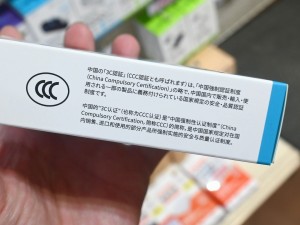 CCC
中国の「3C認証」(CCC認証とも呼ばれます)は、「中国強制認証制度
(China Compulsory Certification)」の略で、中国国内で販売・輸入・使
用される一部の製品に義務付けられている国家規定の安全・品質認証
制度です。
中国的“3C认证”(也称为CCC认证)是“中国强制性认证制度”(China
Compulsory Certification, 简称CCC)的简称, 是中国国家规定对在国
内销售、进口和使用的部分产品所强制实施的安全与质量认证制度。